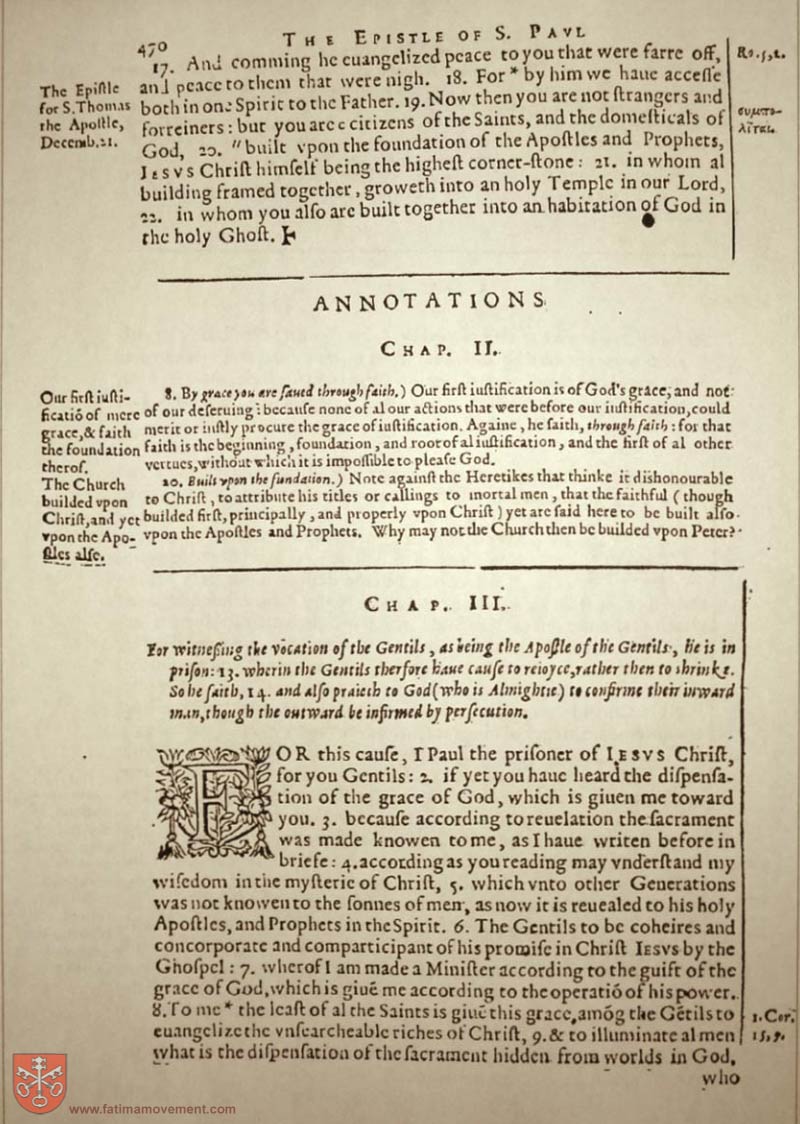 470
THE EPISTLE OF S. PAVL
17. And comming he euangelized peace to you that were farre off,
and peace to them that were nigh. 18. For * by him we haue acceſſe
both in one Spirit to the Father. 19. Now then you are not ſtrangers and
forreiners: but you are citizens of the Saints, and the domeſticals of
God, 20. " built vpon the foundation of the Apoſtles and Prophets,
IESVS Chriſt himſelf being the higheſt corner-ſtone: 21. in whom al
building framed together, groweth into an holy Temple in our Lord,
22. in whom you alſo are built together into an habitation of God in
the holy Ghoſt.
The Epiſtle
for S. Thomas
the Apoſtle,
Decemb. 21.
Ro. 5, 2.
συμπο-
λῖται.
ANNOTATIONS
CHAP. II.
8. By grace you are ſaued through faith.) Our firſt iuſtification is of God's grace, and not
of our deſeruing: becauſe none of al our actions that were before our iuſtification, could
merit or iuſtly procure the grace of iuſtification. Againe, he ſaith, through faith: for that
faith is the beginning, foundation, and root of al iuſtification, and the firſt of al other
vertues, without which it is impoſſible to pleaſe God.
20. Built vpon the fundation.) Note againſt the Heretikes that thinke it dishonourable
to Chriſt, to attribute his titles or callings to mortal men, that the faithful (though
builded firſt, principally, and properly vpon Chriſt) yet are ſaid here to be built alſo
vpon the Apoſtles and Prophets. Why may not the Church then be builded vpon Peter?
Our firſt iuſti-
ficatiō of mere
grace, & faith
the foundation
therof.
The Church
builded vpon
Chriſt, and yet
vpon the Apo-
ſtles alſo.
CHAP. III.
For witneſsing the vocation of the Gentils, as being the Apoſtle of the Gentils, he is in
priſon: 13. wherin the Gentils therfore haue cauſe to reioyce, rather then to shrinke.
So he ſaith, 14. and alſo praieth to God (who is Almightie) to confirme their inward
man, though the outward be infirmed by perſecution.
FOR this cauſe, I Paul the priſoner of IESVS Chriſt,
for you Gentils: 2. if yet you haue heard the diſpenſa-
tion of the grace of God, which is giuen me toward
you. 3. becauſe according to reuelation the ſacrament
was made knowen to me, as I haue writen before in
briefe: 4. according as you reading may vnderſtand my
wiſedom in the myſterie of Chriſt, 5. which vnto other Generations
was not knowen to the ſonnes of men, as now it is reuealed to his holy
Apoſtles, and Prophets in the Spirit. 6. The Gentils to be coheires and
concorporate and comparticipant of his promiſe in Chriſt IESVS by the
Ghoſpel: 7. wherof I am made a Miniſter according to the guift of the
grace of God, which is giuē me according to the operatiō of his power.
8. To me * the leaſt of al the Saints is giuē this grace, amōg the Gētils to
euangelize the vnſearcheable riches of Chriſt, 9. & to illuminate al men
what is the diſpenſation of the ſacrament hidden from worlds in God,
who
1. Cor.
15, 9.
www.fatimamovement.com